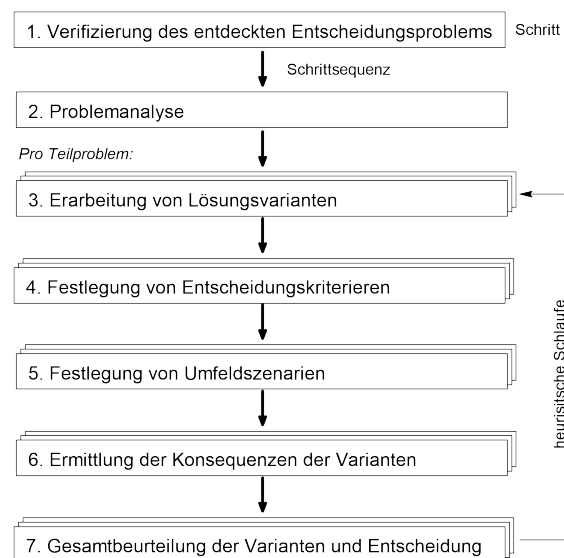 1. Verifizierung des entdeckten Entscheidungsproblems
Schritt
Schrittsequenz
2. Problemanalyse
Pro Teilproblem:
3. Erarbeitung von Lösungsvarianten
4. Festlegung von Entscheidungskriterieren
5. Festlegung von Umfeldszenarien
heurisitsche Schlaufe
6. Ermittlung der Konsequenzen der Varianten
7. Gesamtbeurteilung der Varianten und Entscheidung